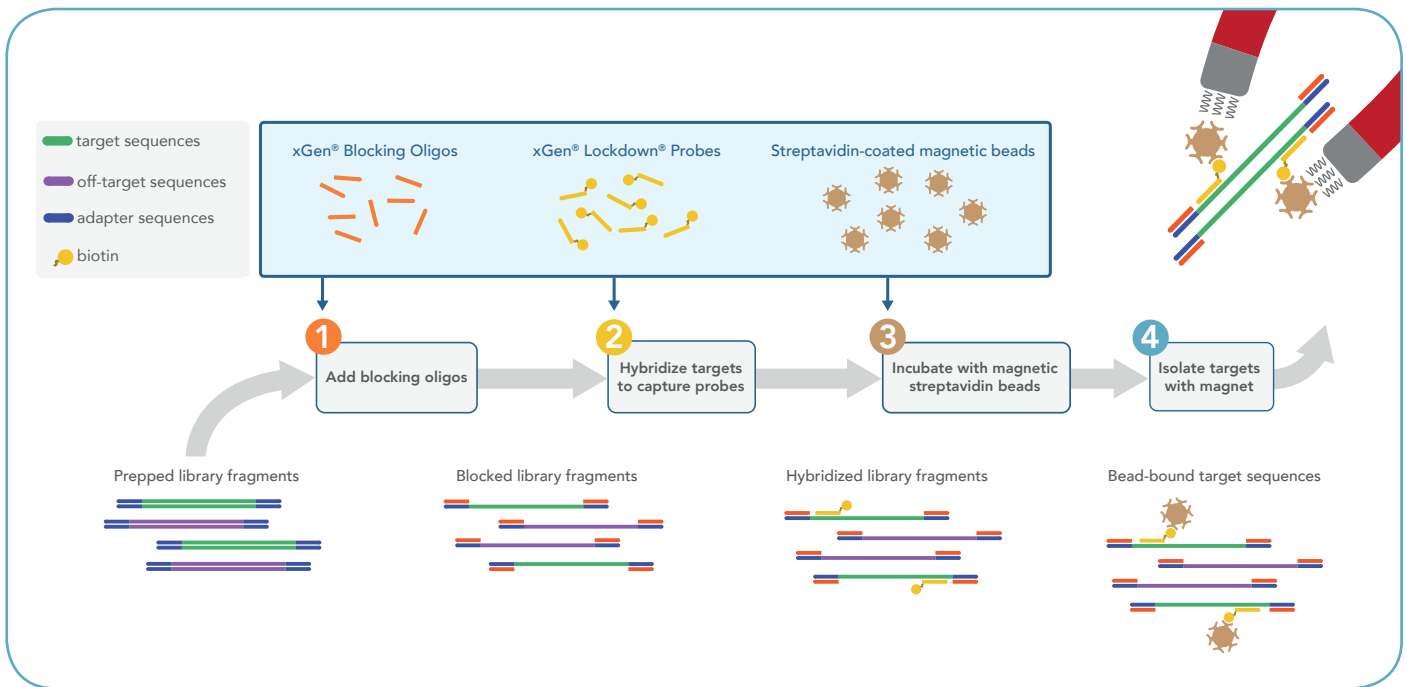 target sequences
off-target sequences
adapter sequences
biotin
xGen® Blocking Oligos
xGen® Lockdown® Probes
Streptavidin-coated magnetic beads
1
Add blocking oligos
2
Hybridize targets
to capture probes
3
Incubate with magnetic
streptavidin beads
4
Isolate targets
with magnet
Prepped library fragments
Blocked library fragments
Hybridized library fragments
Bead-bound target sequences